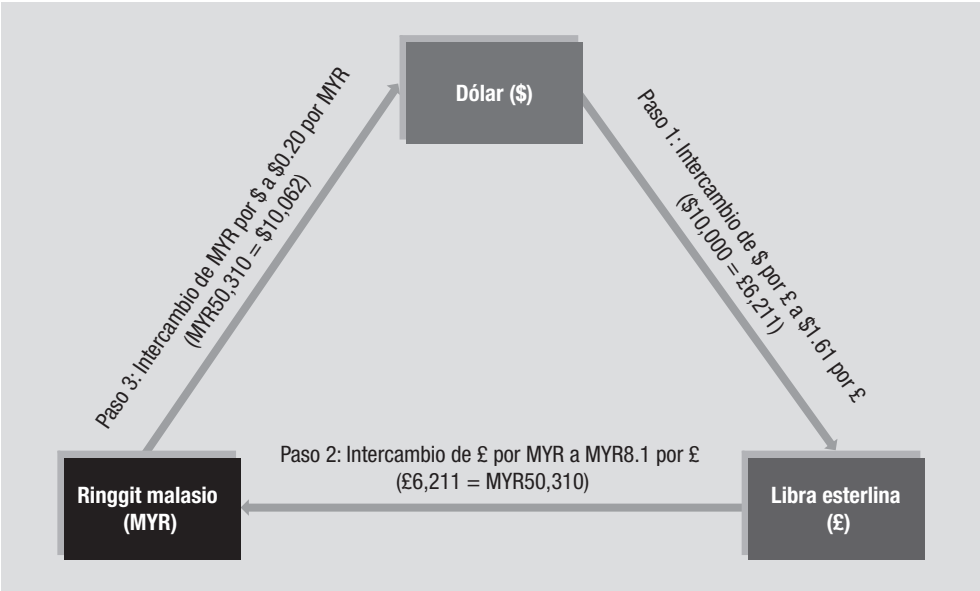 Dólar ($)
Paso 1: Intercambio de $ por £ a $1.61 por £
($10,000 = £6,211)
Libra esterlina
(£)
Paso 2: Intercambio de £ por MYR a MYR8.1 por £
(£6,211 = MYR50,310)
Ringgit malasio
(MYR)
Paso 3: Intercambio de MYR por $ a $0.20 por MYR
(MYR50,310 = $10,062)